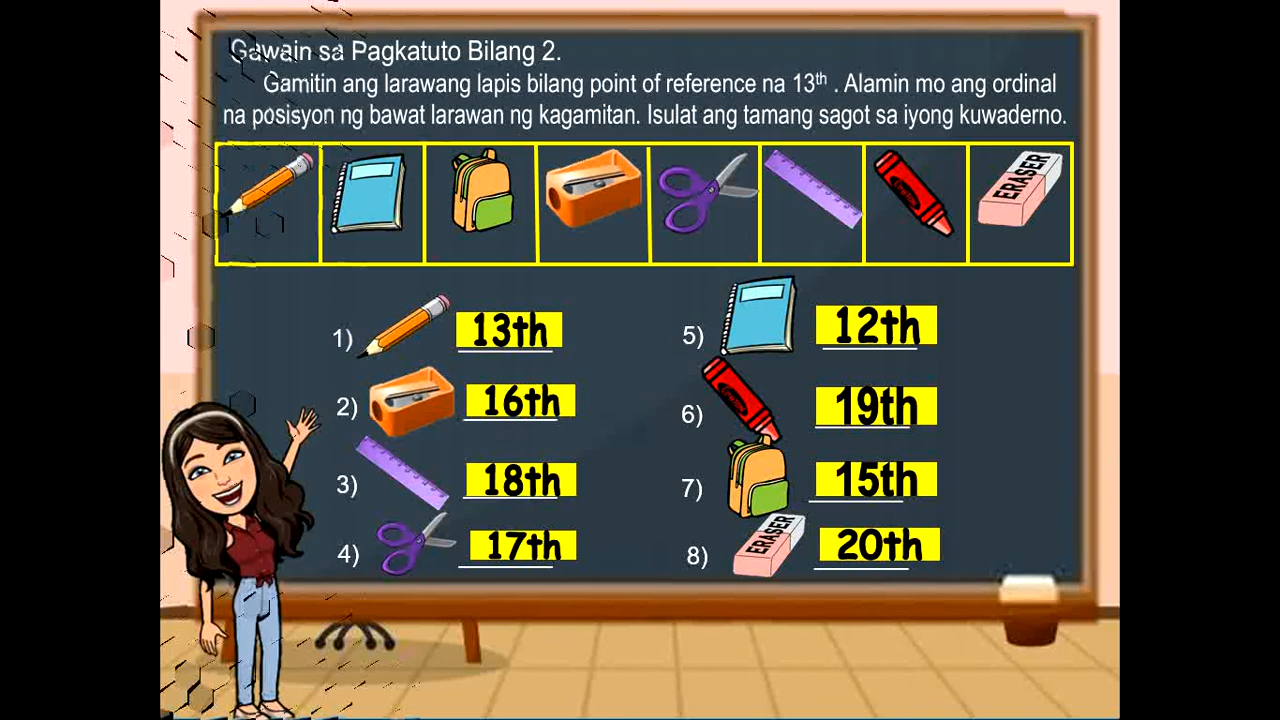 Gawain sa Pagkatuto Bilang 2.
Gamitin ang larawang lapis bilang point of reference na 13th . Alamin mo ang ordinal
na posisyon ng bawat larawan ng kagamitan. Isulat ang tamang sagot sa iyong kuwaderno.
ERASER
1) 13th
5) 12th
2) 16th
6) 19th
3) 18th
7) 15th
4) 17th
8) ERASER 20th